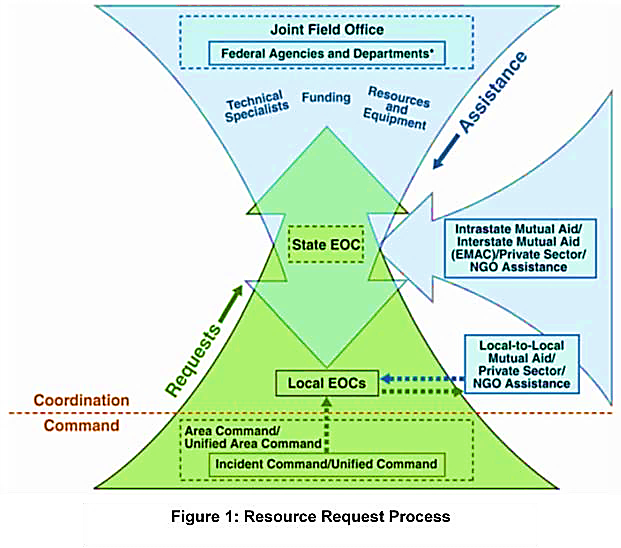 Joint Field Office
Federal Agencies and Departments*
Technical
Specialists
Funding
Resources
and
Equipment
Assistance
State EOC
Intrastate Mutual Aid/
Interstate Mutual Aid
(EMAC)/Private Sector/
NGO Assistance
Requests
Local-to-Local
Mutual Aid/
Private Sector/
NGO Assistance
Local EOCs
Coordination
Command
Area Command/
Unified Area Command
Incident Command/Unified Command
Figure 1: Resource Request Process